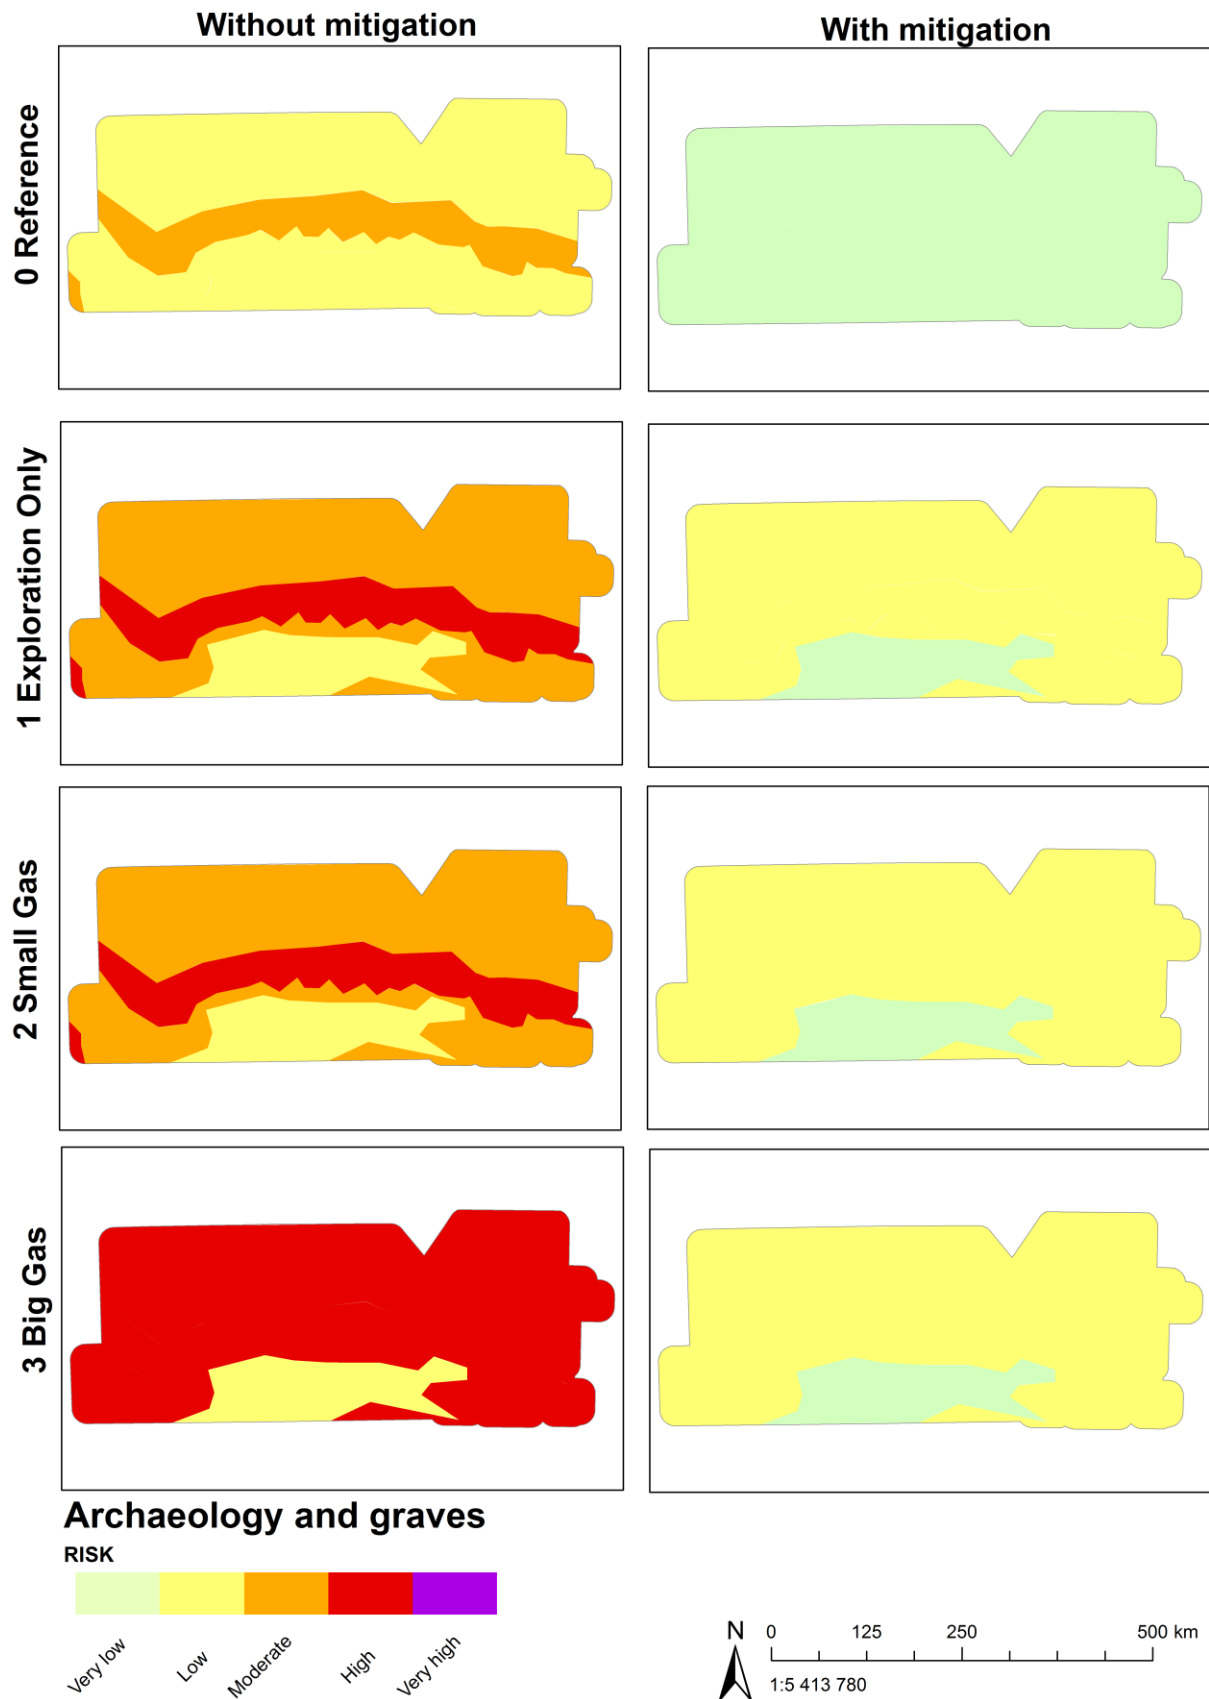 Without mitigation
With mitigation
0 Reference
1 Exploration Only
2 Small Gas
3 Big Gas
Archaeology and graves
RISK
Very low
Low
Moderate
High
Very high
N
0 125 250 500 km
1:5 413 780